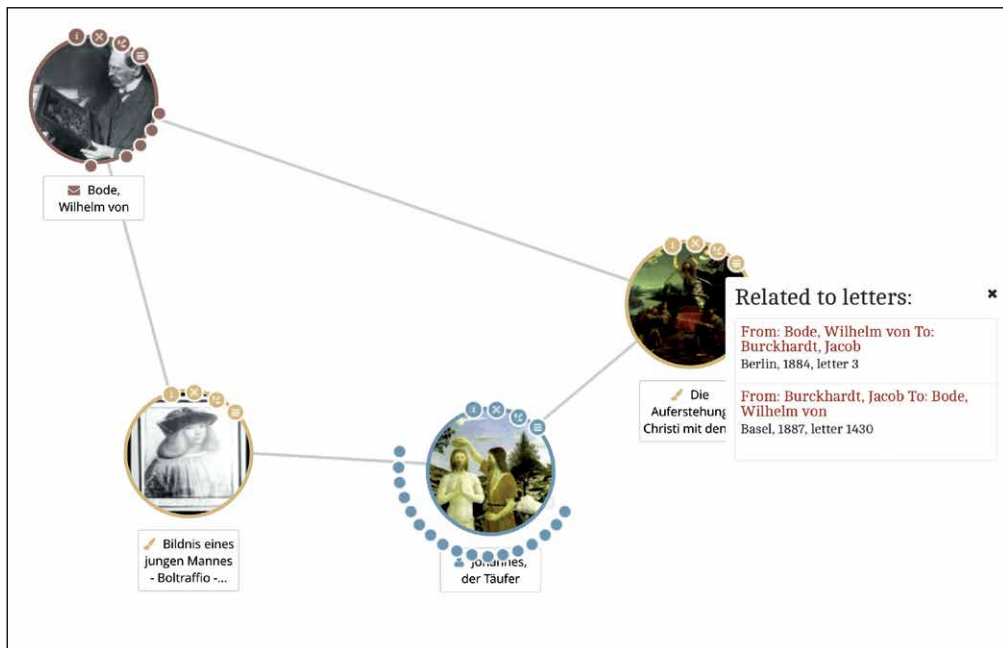 Bode,
Wilhelm von
Related to letters:
From: Bode, Wilhelm von To:
Burckhardt, Jacob
Berlin, 1884, letter 3
From: Burckhardt, Jacob To: Bode,
Wilhelm von
Basel, 1887, letter 1430
Die
Auferstehung
Christi mit den
Bildnis eines
jungen Mannes
- Boltraffio -...
Johannes,
der Täufer